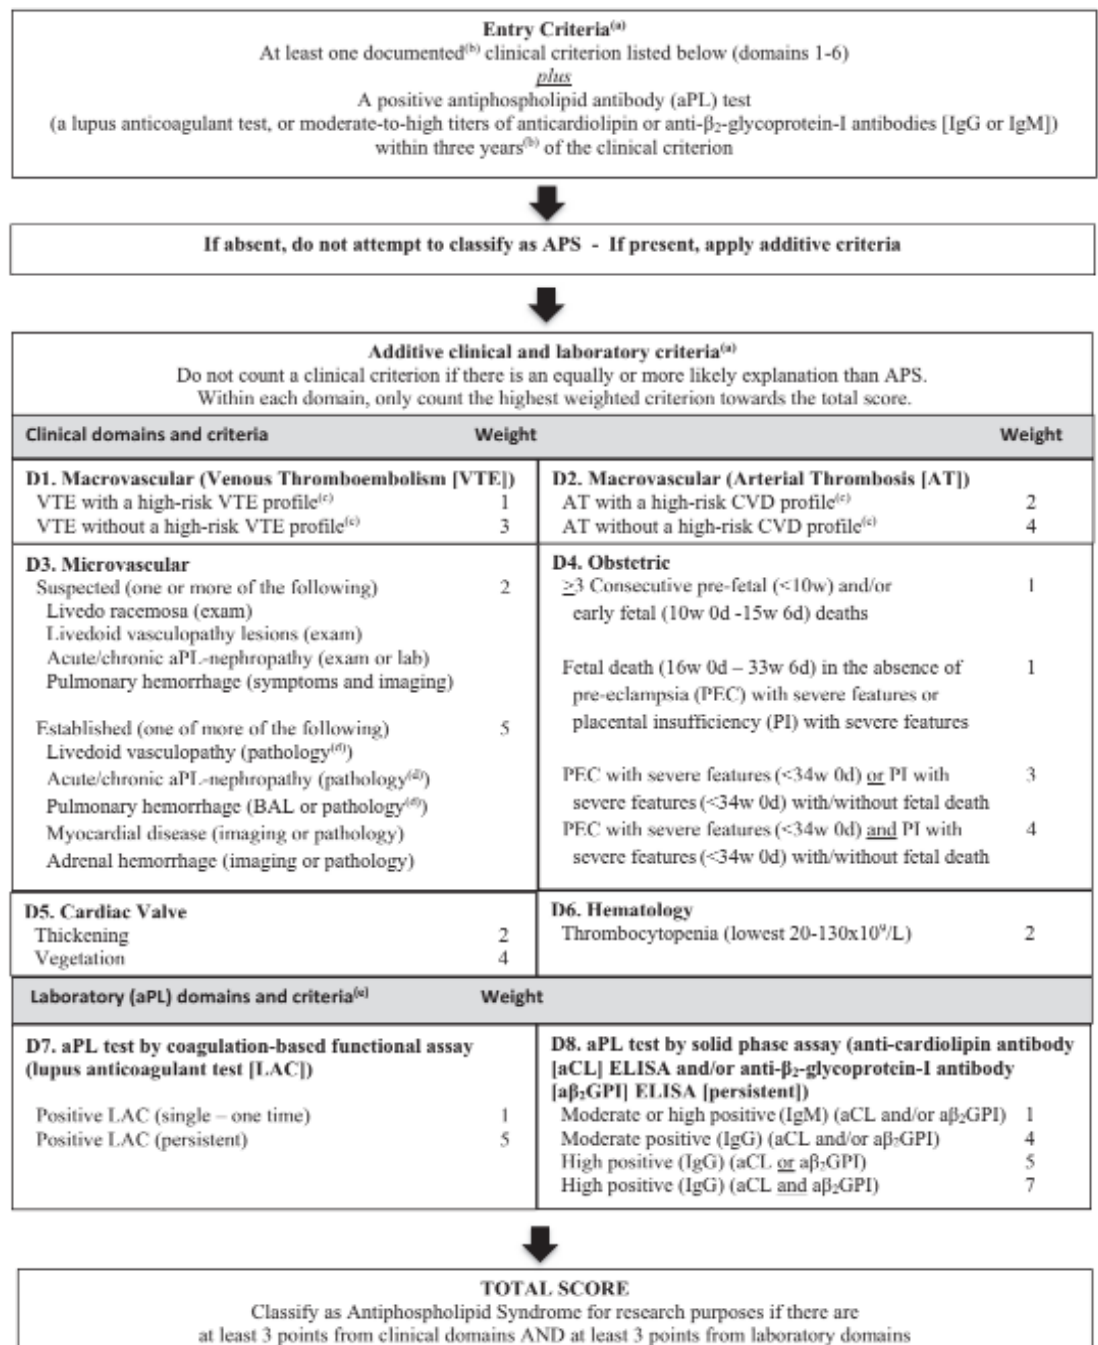 Entry Criteria(a)
At least one documented(b) clinical criterion listed below (domains 1-6)
plus
A positive antiphospholipid antibody (aPL) test
(a lupus anticoagulant test, or moderate-to-high titers of anticardiolipin or anti-β2-glycoprotein-I antibodies [IgG or IgM])
within three years(b) of the clinical criterion
If absent, do not attempt to classify as APS - If present, apply additive criteria
Additive clinical and laboratory criteria(a)
Do not count a clinical criterion if there is an equally or more likely explanation than APS.
Within each domain, only count the highest weighted criterion towards the total score.
Clinical domains and criteria Weight Weight
D1. Macrovascular (Venous Thromboembolism [VTE])
VTE with a high-risk VTE profile(c) 1
VTE without a high-risk VTE profile(c) 3
D2. Macrovascular (Arterial Thrombosis [AT])
AT with a high-risk CVD profile(c) 2
AT without a high-risk CVD profile(c) 4
D3. Microvascular
Suspected (one or more of the following) 2
Livedo racemosa (exam)
Livedoid vasculopathy lesions (exam)
Acute/chronic aPL-nephropathy (exam or lab)
Pulmonary hemorrhage (symptoms and imaging)
Established (one of more of the following) 5
Livedoid vasculopathy (pathology(d))
Acute/chronic aPL-nephropathy (pathology(d))
Pulmonary hemorrhage (BAL or pathology(d))
Myocardial disease (imaging or pathology)
Adrenal hemorrhage (imaging or pathology)
D4. Obstetric
≥3 Consecutive pre-fetal (<10w) and/or 1
early fetal (10w 0d -15w 6d) deaths
Fetal death (16w 0d – 33w 6d) in the absence of 1
pre-eclampsia (PEC) with severe features or
placental insufficiency (PI) with severe features
PEC with severe features (<34w 0d) or PI with 3
severe features (<34w 0d) with/without fetal death
PEC with severe features (<34w 0d) and PI with 4
severe features (<34w 0d) with/without fetal death
D5. Cardiac Valve
Thickening 2
Vegetation 4
D6. Hematology
Thrombocytopenia (lowest 20-130x10⁹/L) 2
Laboratory (aPL) domains and criteria(e) Weight
D7. aPL test by coagulation-based functional assay
(lupus anticoagulant test [LAC])
Positive LAC (single – one time) 1
Positive LAC (persistent) 5
D8. aPL test by solid phase assay (anti-cardiolipin antibody
[aCL] ELISA and/or anti-β2-glycoprotein-I antibody
[aβ2GPI] ELISA [persistent])
Moderate or high positive (IgM) (aCL and/or aβ2GPI) 1
Moderate positive (IgG) (aCL and/or aβ2GPI) 4
High positive (IgG) (aCL or aβ2GPI) 5
High positive (IgG) (aCL and aβ2GPI) 7
TOTAL SCORE
Classify as Antiphospholipid Syndrome for research purposes if there are
at least 3 points from clinical domains AND at least 3 points from laboratory domains